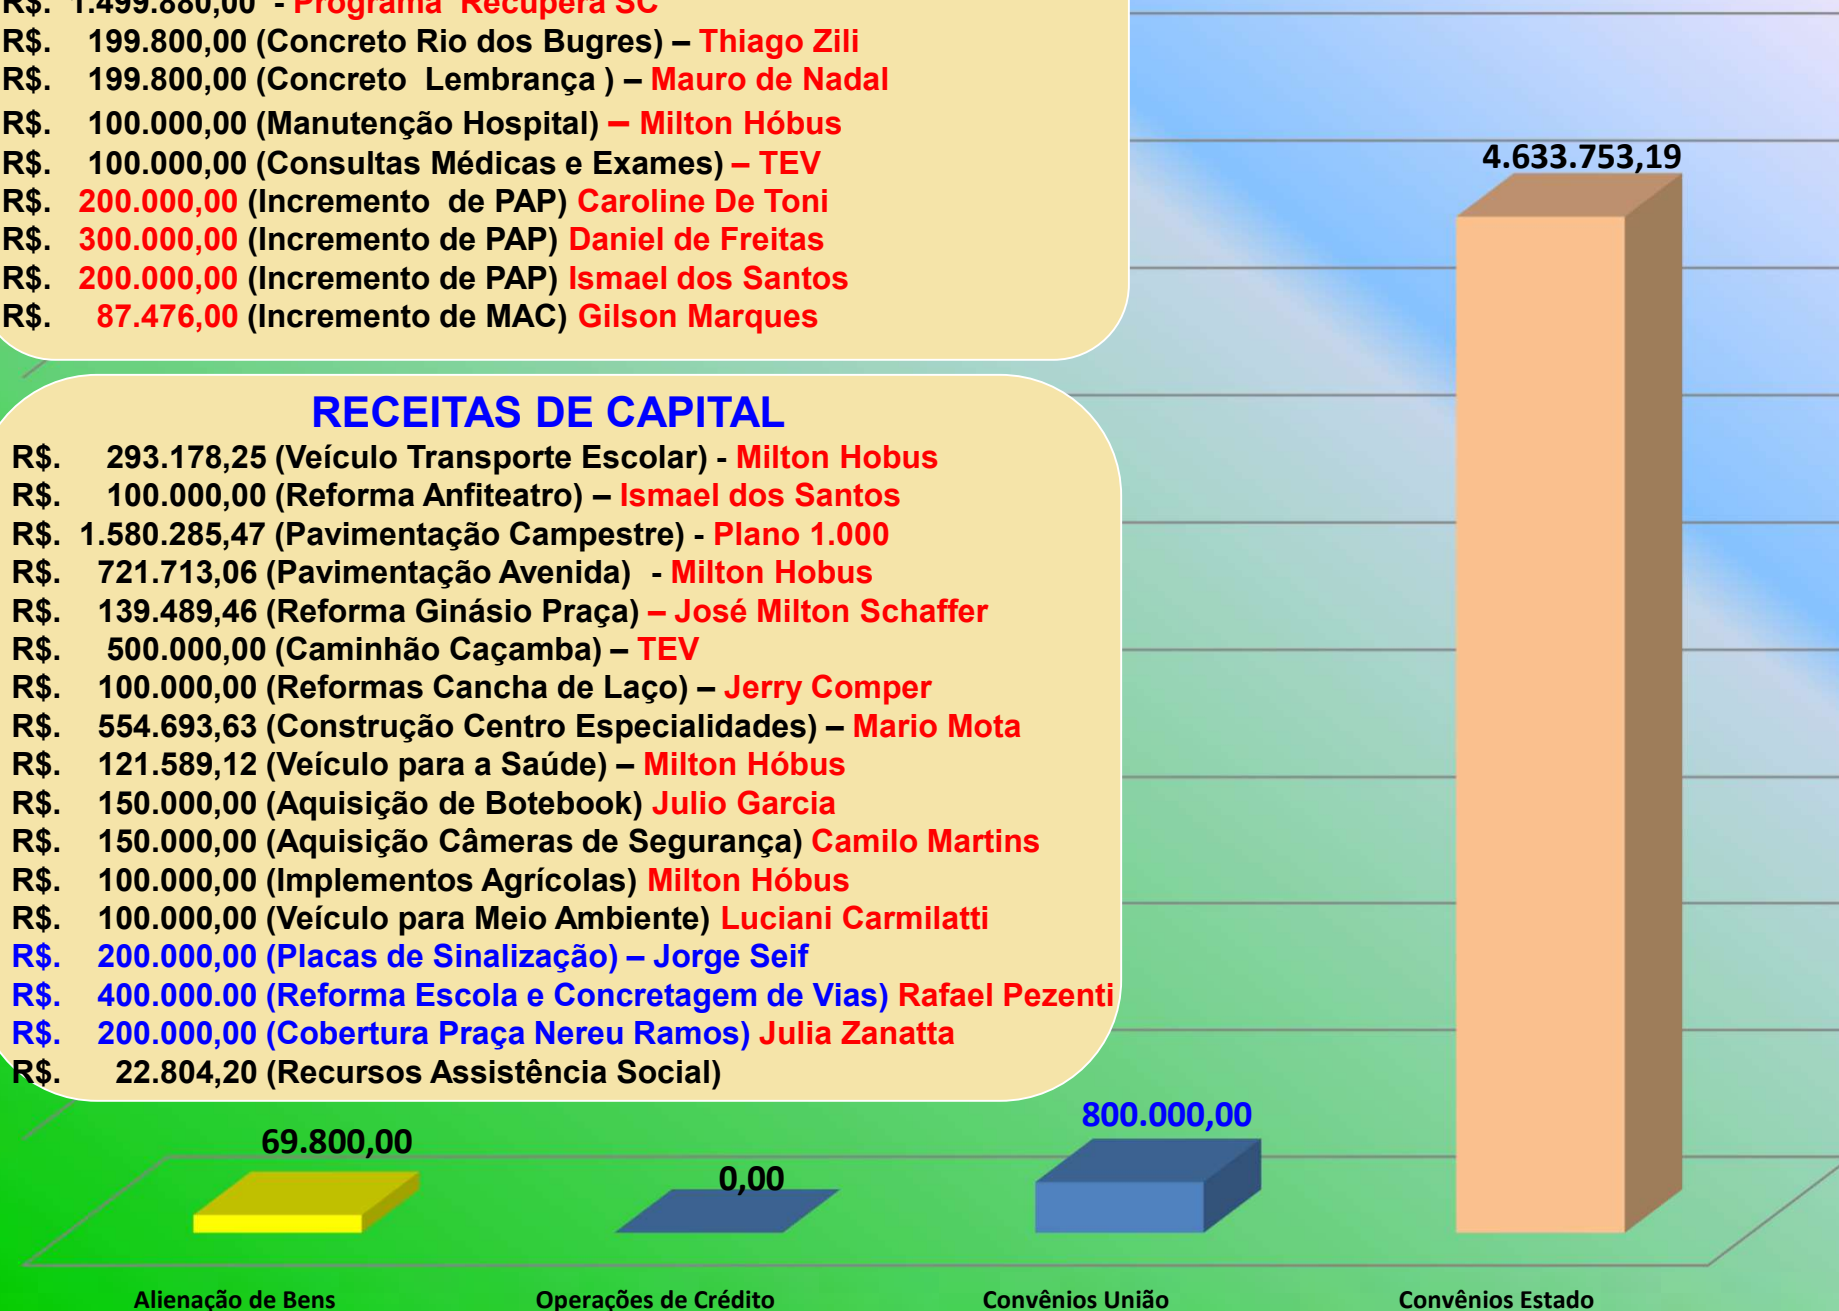 R$. 1.499.880,00 - Programa Recupera SC
R$. 199.800,00 (Concreto Rio dos Bugres) – Thiago Zili
R$. 199.800,00 (Concreto Lembrança ) – Mauro de Nadal
R$. 100.000,00 (Manutenção Hospital) – Milton Hóbus
R$. 100.000,00 (Consultas Médicas e Exames) – TEV
R$. 200.000,00 (Incremento de PAP) Caroline De Toni
R$. 300.000,00 (Incremento de PAP) Daniel de Freitas
R$. 200.000,00 (Incremento de PAP) Ismael dos Santos
R$. 87.476,00 (Incremento de MAC) Gilson Marques
RECEITAS DE CAPITAL
R$. 293.178,25 (Veículo Transporte Escolar) - Milton Hobus
R$. 100.000,00 (Reforma Anfiteatro) – Ismael dos Santos
R$. 1.580.285,47 (Pavimentação Campestre) - Plano 1.000
R$. 721.713,06 (Pavimentação Avenida) - Milton Hobus
R$. 139.489,46 (Reforma Ginásio Praça) – José Milton Schaffer
R$. 500.000,00 (Caminhão Caçamba) – TEV
R$. 100.000,00 (Reformas Cancha de Laço) – Jerry Comper
R$. 554.693,63 (Construção Centro Especialidades) – Mario Mota
R$. 121.589,12 (Veículo para a Saúde) – Milton Hóbus
R$. 150.000,00 (Aquisição de Botebook) Julio Garcia
R$. 150.000,00 (Aquisição Câmeras de Segurança) Camilo Martins
R$. 100.000,00 (Implementos Agrícolas) Milton Hóbus
R$. 100.000,00 (Veículo para Meio Ambiente) Luciani Carmilatti
R$. 200.000,00 (Placas de Sinalização) – Jorge Seif
R$. 400.000.00 (Reforma Escola e Concretagem de Vias) Rafael Pezenti
R$. 200.000,00 (Cobertura Praça Nereu Ramos) Julia Zanatta
R$. 22.804,20 (Recursos Assistência Social)
4.633.753,19
800.000,00
69.800,00
0,00
Alienação de Bens
Operações de Crédito
Convênios União
Convênios Estado